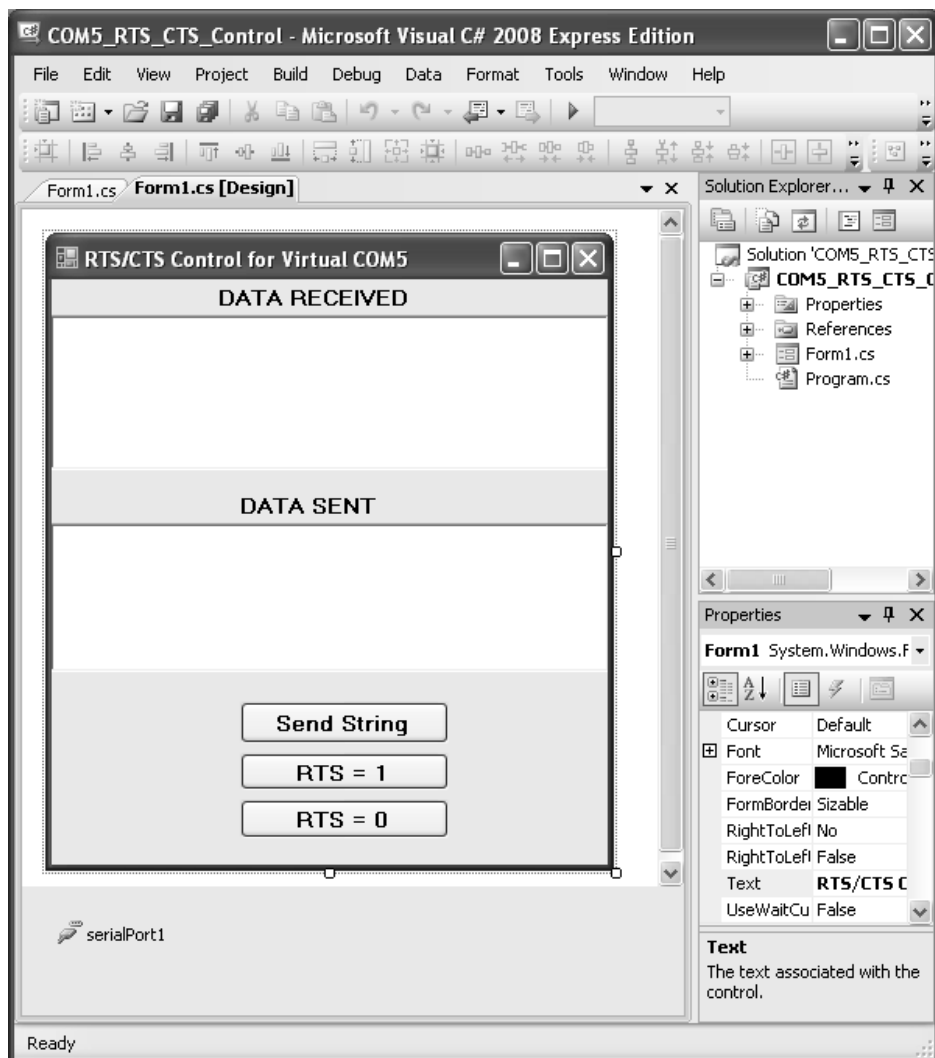 COM5_RTS_CTS_Control - Microsoft Visual C# 2008 Express Edition
File Edit View Project Build Debug Data Format Tools Window Help
Form1.cs Form1.cs [Design]
RTS/CTS Control for Virtual COM5
DATA RECEIVED
DATA SENT
Send String
RTS = 1
RTS = 0
serialPort1
Solution Explorer...
Solution 'COM5_RTS_CTS
COM5_RTS_CTS_C
Properties
References
Form1.cs
Program.cs
Properties
Form1 System.Windows.F
Cursor Default
Font Microsoft Sa
ForeColor Contrc
FormBorder Sizable
RightToLeft No
RightToLeft False
Text RTS/CTS C
UseWaitCu False
Text
The text associated with the
control.
Ready